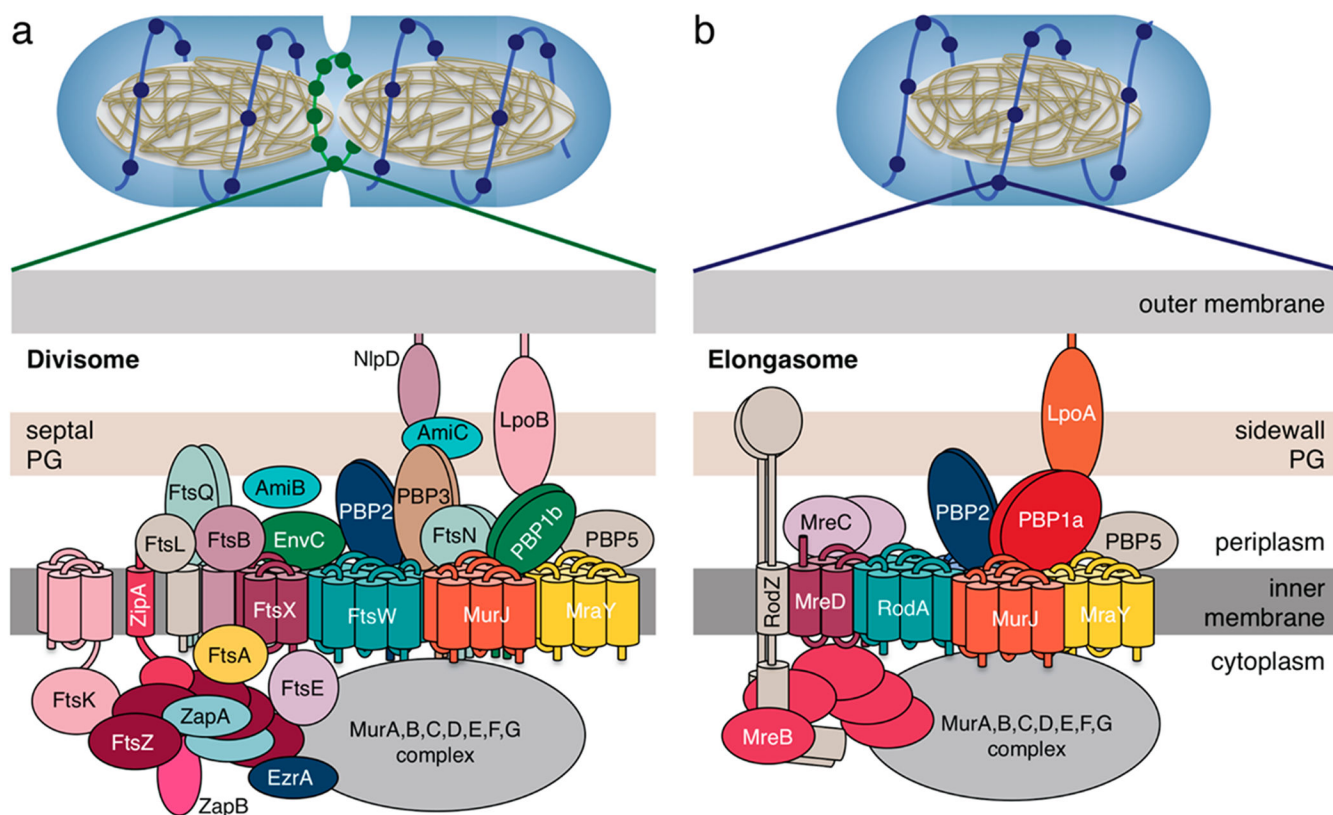 a
b
outer membrane
Divisome
NlpD
LpoB
septal
PG
AmiC
FtsQ
AmiB
PBP2
PBP3
FtsL
FtsB
EnvC
FtsN
PBP1b
PBP5
ZipA
FtsX
FtsW
MurJ
MraY
FtsA
FtsK
FtsE
ZapA
FtsZ
MurA,B,C,D,E,F,G
complex
EzrA
ZapB
Elongasome
LpoA
sidewall
PG
MreC
PBP2
PBP1a
PBP5
periplasm
RodZ
MreD
RodA
MurJ
MraY
inner
membrane
cytoplasm
MreB
MurA,B,C,D,E,F,G
complex